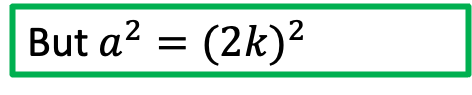 But 𝑎² = (2𝑘)²